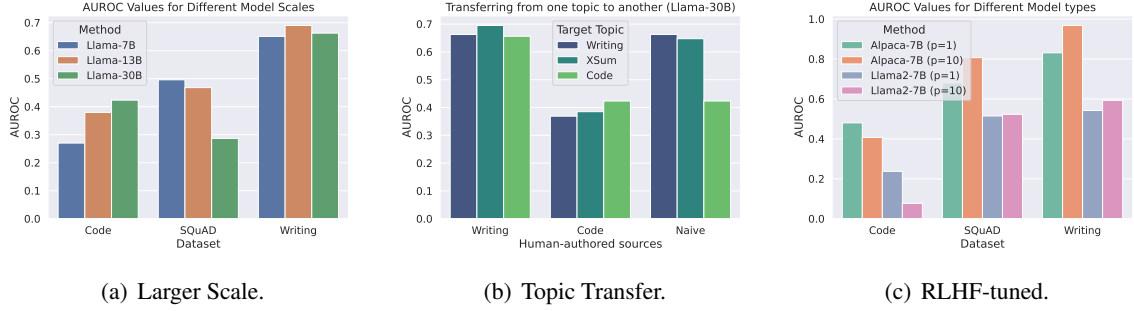 AUROC Values for Different Model Scales
0.7
0.6
0.5
0.4
0.3
0.2
0.1
0.0
AUROC
Method
Llama-7B
Llama-13B
Llama-30B
Code
SQuAD
Writing
Dataset
(a) Larger Scale.
Transferring from one topic to another (Llama-30B)
0.7
0.6
0.5
0.4
0.3
0.2
0.1
0.0
AUROC
Target Topic
Writing
XSum
Code
Writing
Code
Naive
Human-authored sources
(b) Topic Transfer.
AUROC Values for Different Model types
1.0
0.8
0.6
0.4
0.2
0.0
AUROC
Method
Alpaca-7B (p=1)
Alpaca-7B (p=10)
Llama2-7B (p=1)
Llama2-7B (p=10)
Code
SQuAD
Writing
Dataset
(c) RLHF-tuned.